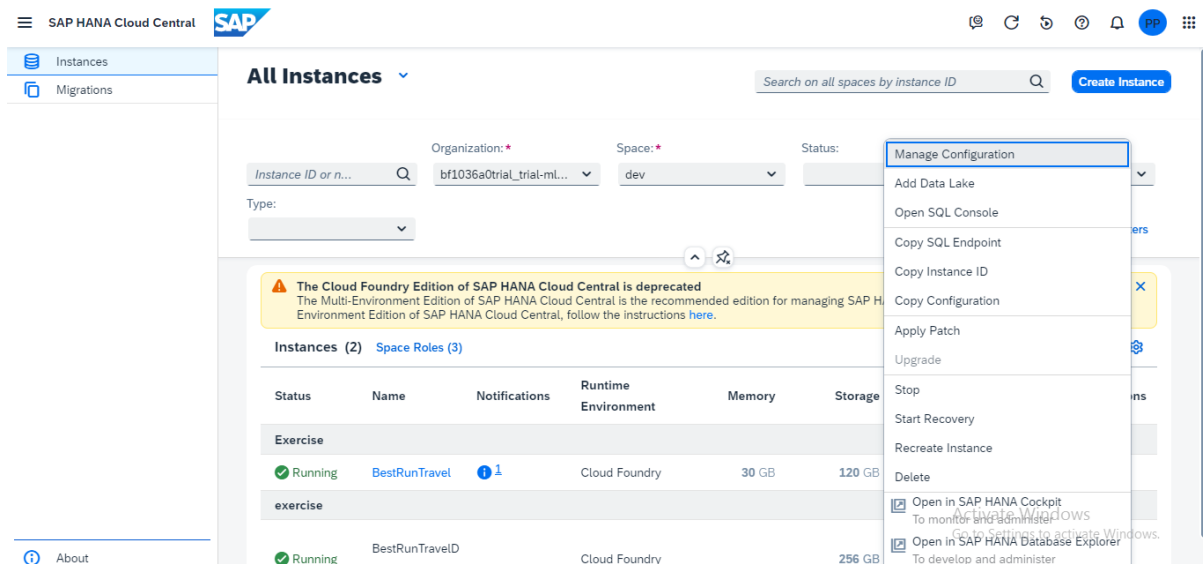 SAP HANA Cloud Central
SAP
PP
Instances
Migrations
All Instances
Search on all spaces by instance ID
Create Instance
Organization:*
Space:*
Status:
Instance ID or n...
bf1036a0trial_trial-ml...
dev
Type:
ers
Manage Configuration
Add Data Lake
Open SQL Console
Copy SQL Endpoint
Copy Instance ID
Copy Configuration
Apply Patch
Upgrade
Stop
Start Recovery
Recreate Instance
Delete
Open in SAP HANA Cockpit
To monitor and administer
Open in SAP HANA Database Explorer
To develop and administer
The Cloud Foundry Edition of SAP HANA Cloud Central is deprecated
The Multi-Environment Edition of SAP HANA Cloud Central is the recommended edition for managing SAP H
Environment Edition of SAP HANA Cloud Central, follow the instructions here.
Instances (2) Space Roles (3)
Status Name Notifications Runtime Environment Memory Storage ons
Exercise
Running BestRunTravel 1 Cloud Foundry 30 GB 120 GB
exercise
Running BestRunTravelD Cloud Foundry 256 GB
Activate Windows
Go to Settings to activate Windows.
About